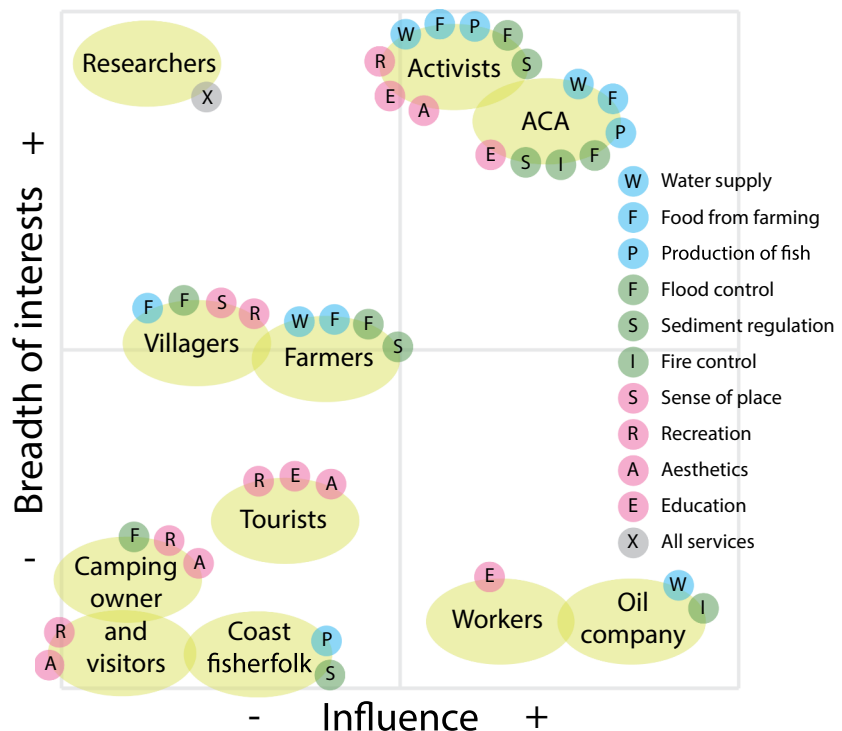 W F P F
Researchers
R Activists S
X E A
W F
ACA P
E S I F
W Water supply
F Food from farming
P Production of fish
F Flood control
S Sediment regulation
I Fire control
S Sense of place
R Recreation
A Aesthetics
E Education
X All services
F F S R
W F F S
Villagers
Farmers
R E A
Tourists
F R A
Camping
owner
R and
A visitors
Coast P
fisherfolk S
E
Workers
W I
Oil
company
Breadth of interests
+
-
- Influence +